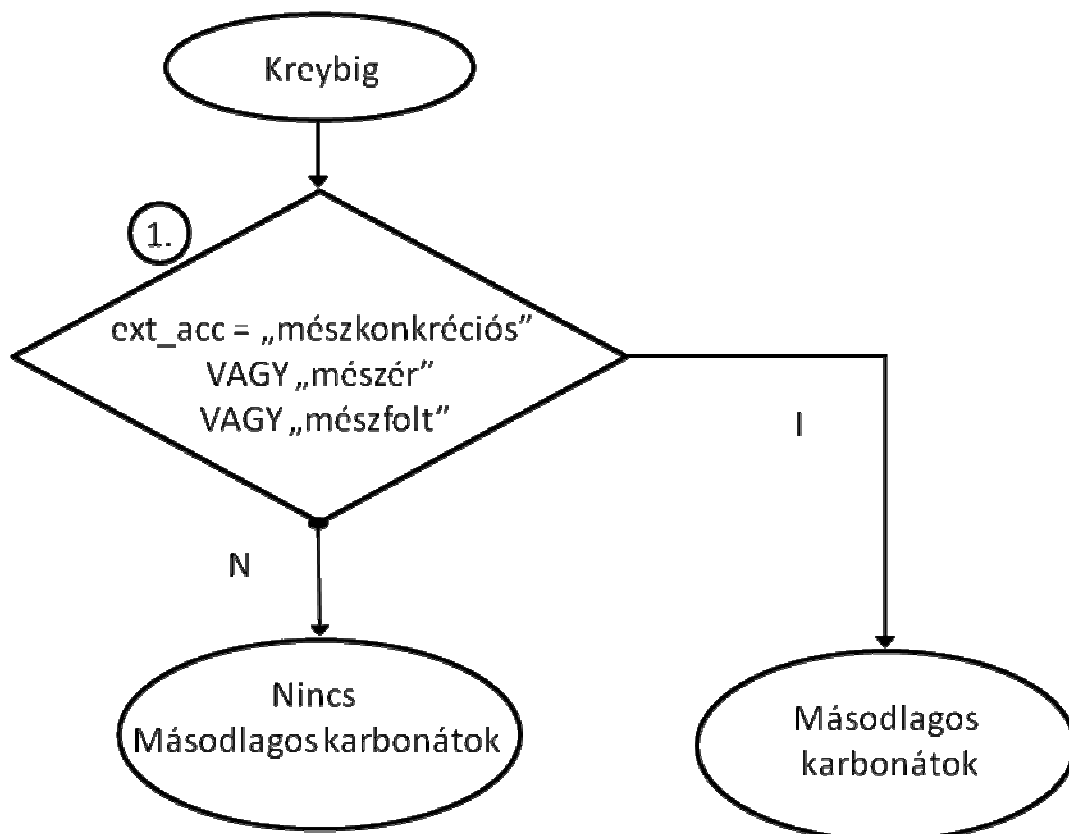 Kreybig
1.
ext_acc = „mészkonkréciós”
VAGY „mészér”
VAGY „mészfolt”
I
N
Nincs
Másodlagos karbonátok
Másodlagos
karbonátok